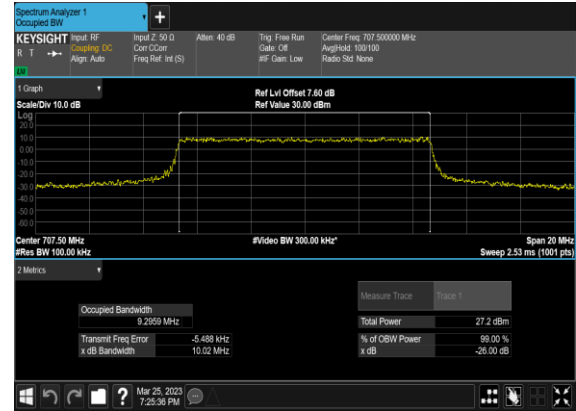 Spectrum Analyzer 1
Occupied BW
KEYSIGHT
R T
LU
Input: RF
Coupling: DC
Align: Auto
Input Z: 50 Ω
Corr CCorr
Freq Ref: Int (S)
Atten: 40 dB
Trig: Free Run
Gate: Off
#IF Gain: Low
Center Freq: 707.500000 MHz
Avg|Hold: 100/100
Radio Std: None
1 Graph
Scale/Div 10.0 dB
Ref Lvl Offset 7.60 dB
Ref Value 30.00 dBm
Log
20.0
10.0
0.00
-10.0
-20.0
-30.0
-40.0
-50.0
-60.0
Center 707.50 MHz
#Res BW 100.00 kHz
#Video BW 300.00 kHz*
Span 20 MHz
Sweep 2.53 ms (1001 pts)
2 Metrics
Occupied Bandwidth
9.2959 MHz
Transmit Freq Error -5.488 kHz
x dB Bandwidth 10.02 MHz
Measure Trace Trace 1
Total Power 27.2 dBm
% of OBW Power 99.00 %
x dB -26.00 dB
?
Mar 25, 2023
7:25:36 PM